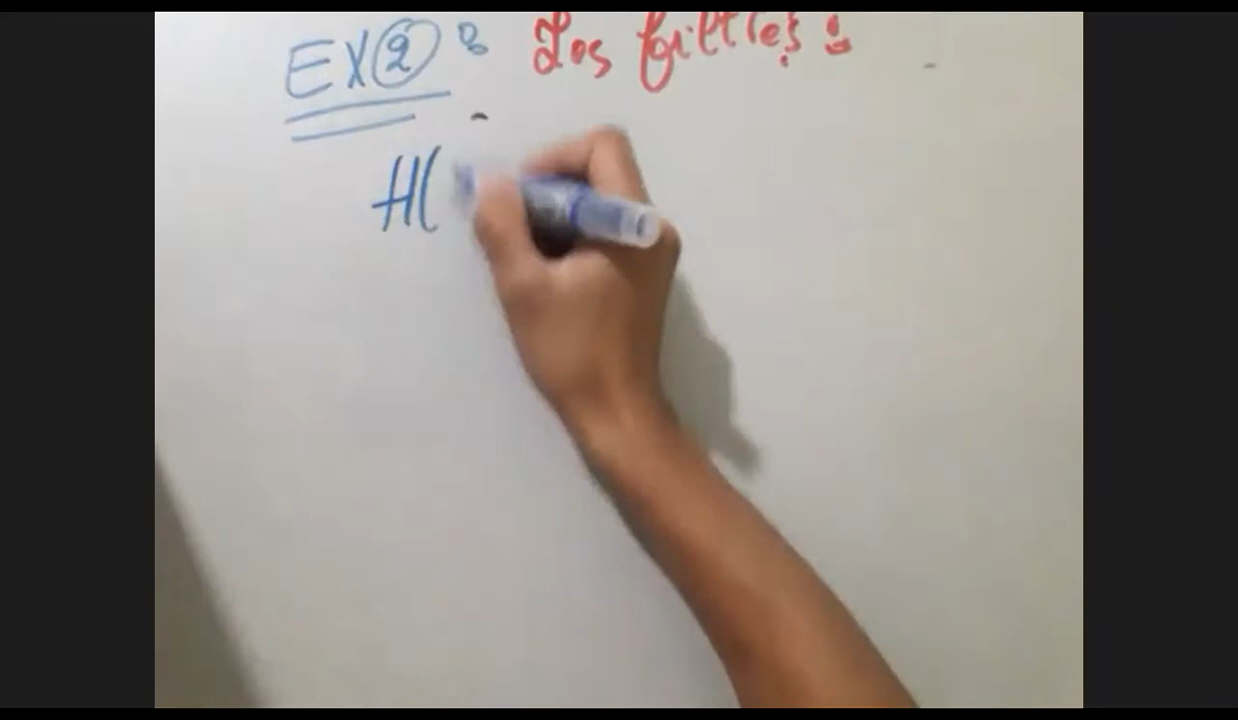 EX② : Les filtres :
H(